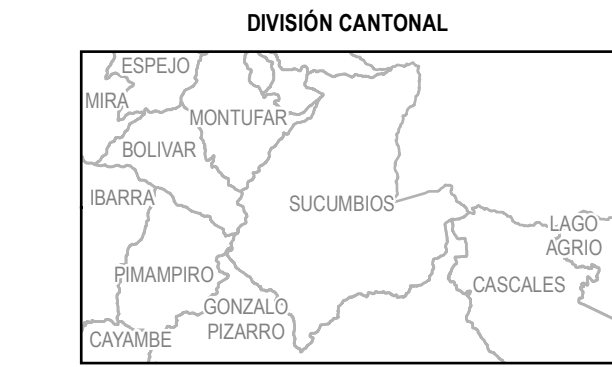 DIVISIÓN CANTONAL
ESPEJO
MIRA
MONTUFAR
BOLIVAR
IBARRA
SUCUMBIOS
LAGO
AGRIO
PIMAMPIRO
CASCALES
GONZALO
PIZARRO
CAYAMBE